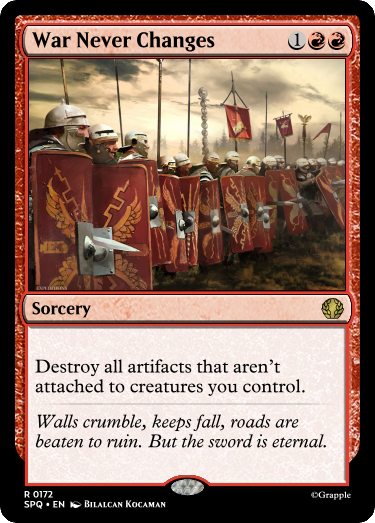 War Never Changes 1
Sorcery
Destroy all artifacts that aren't
attached to creatures you control.
Walls crumble, keeps fall, roads are
beaten to ruin. But the sword is eternal.
R 0172
SPQ • EN Bilalcan Kocaman
©Grapple